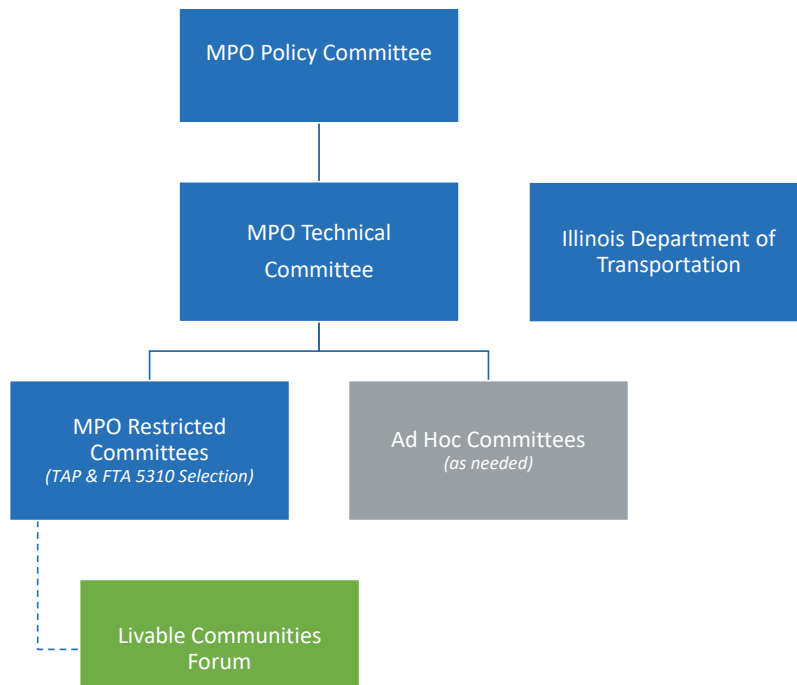 MPO Policy Committee
MPO Technical
Committee
Illinois Department of
Transportation
MPO Restricted
Committees
(TAP & FTA 5310 Selection)
Ad Hoc Committees
(as needed)
Livable Communities
Forum